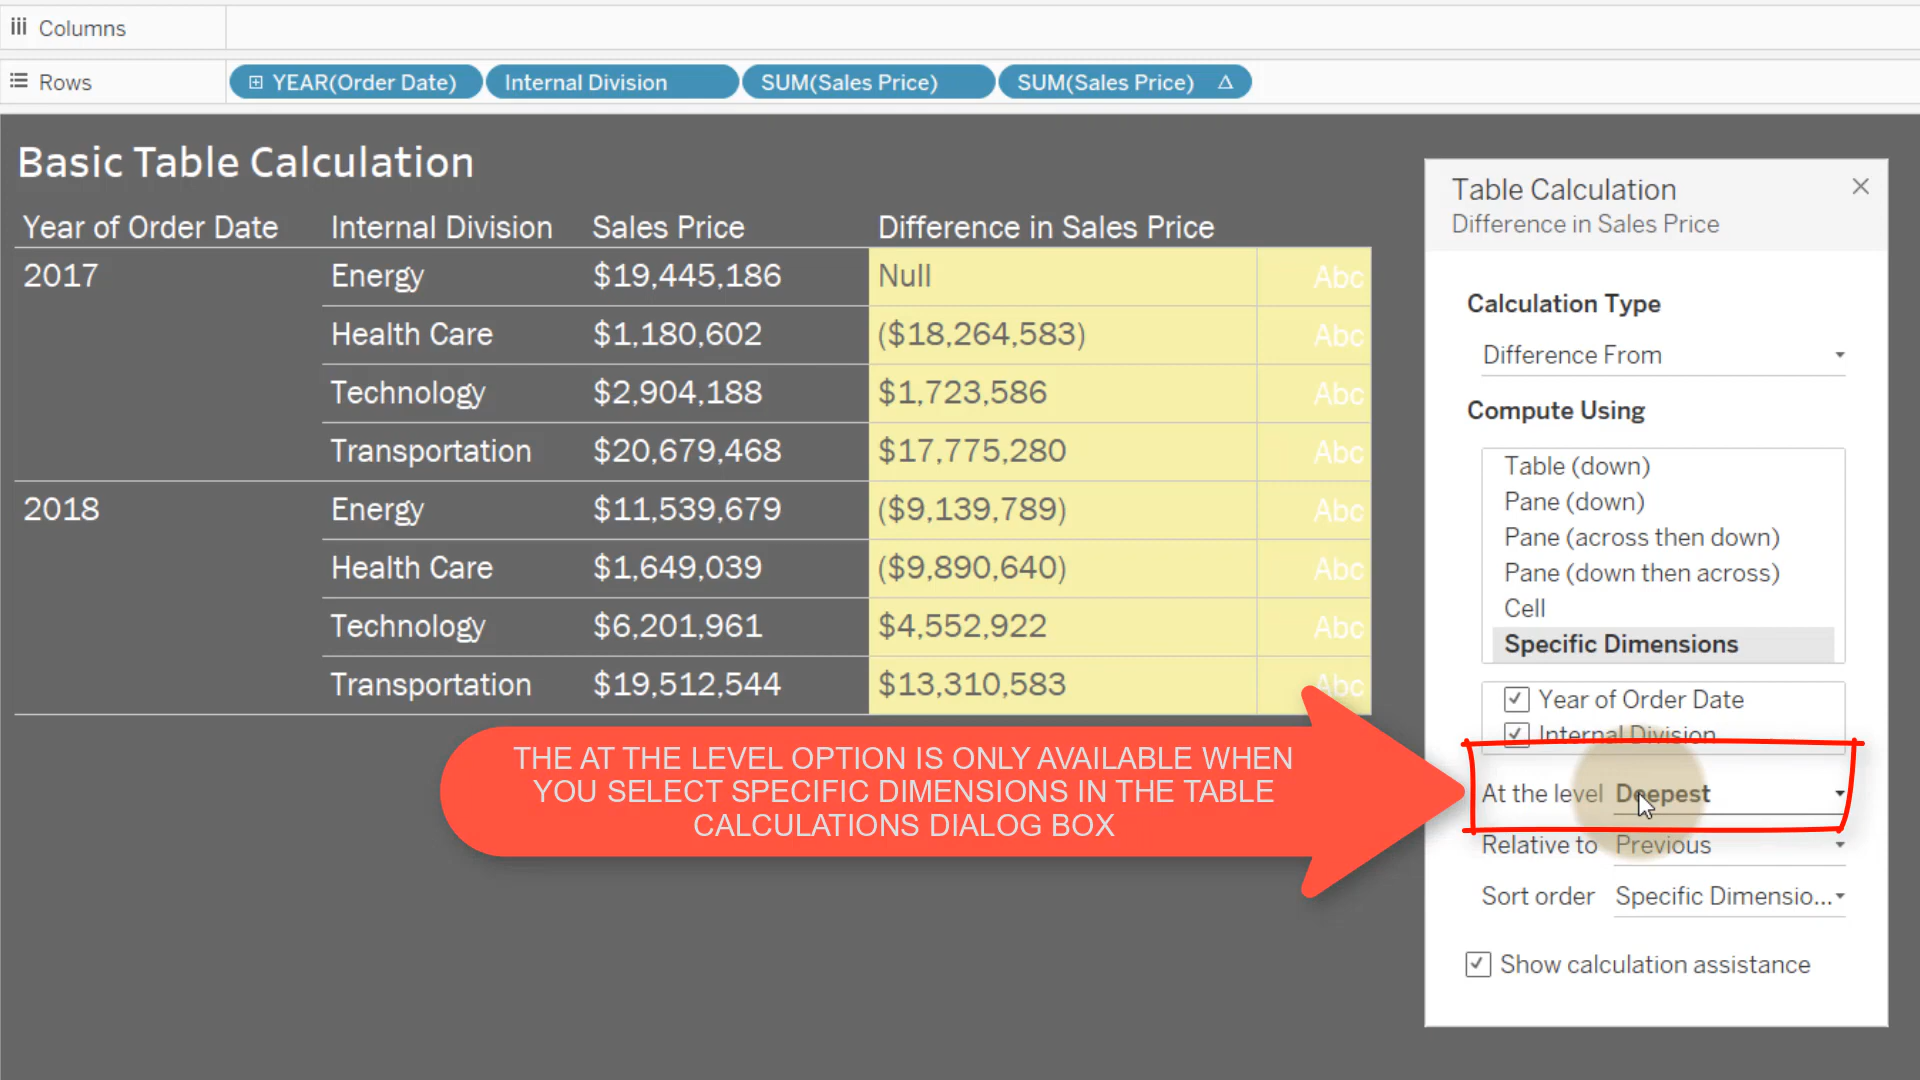 Columns
Rows YEAR(Order Date) Internal Division SUM(Sales Price) SUM(Sales Price) Δ
Basic Table Calculation
Year of Order Date Internal Division Sales Price Difference in Sales Price
2017 Energy $19,445,186 Null Abc
Health Care $1,180,602 ($18,264,583) Abc
Technology $2,904,188 $1,723,586 Abc
Transportation $20,679,468 $17,775,280 Abc
2018 Energy $11,539,679 ($9,139,789) Abc
Health Care $1,649,039 ($9,890,640) Abc
Technology $6,201,961 $4,552,922 Abc
Transportation $19,512,544 $13,310,583 Abc
THE AT THE LEVEL OPTION IS ONLY AVAILABLE WHEN
YOU SELECT SPECIFIC DIMENSIONS IN THE TABLE
CALCULATIONS DIALOG BOX
Table Calculation
Difference in Sales Price
Calculation Type
Difference From
Compute Using
Table (down)
Pane (down)
Pane (across then down)
Pane (down then across)
Cell
Specific Dimensions
Year of Order Date
Internal Division
At the level Deepest
Relative to Previous
Sort order Specific Dimensio...
Show calculation assistance